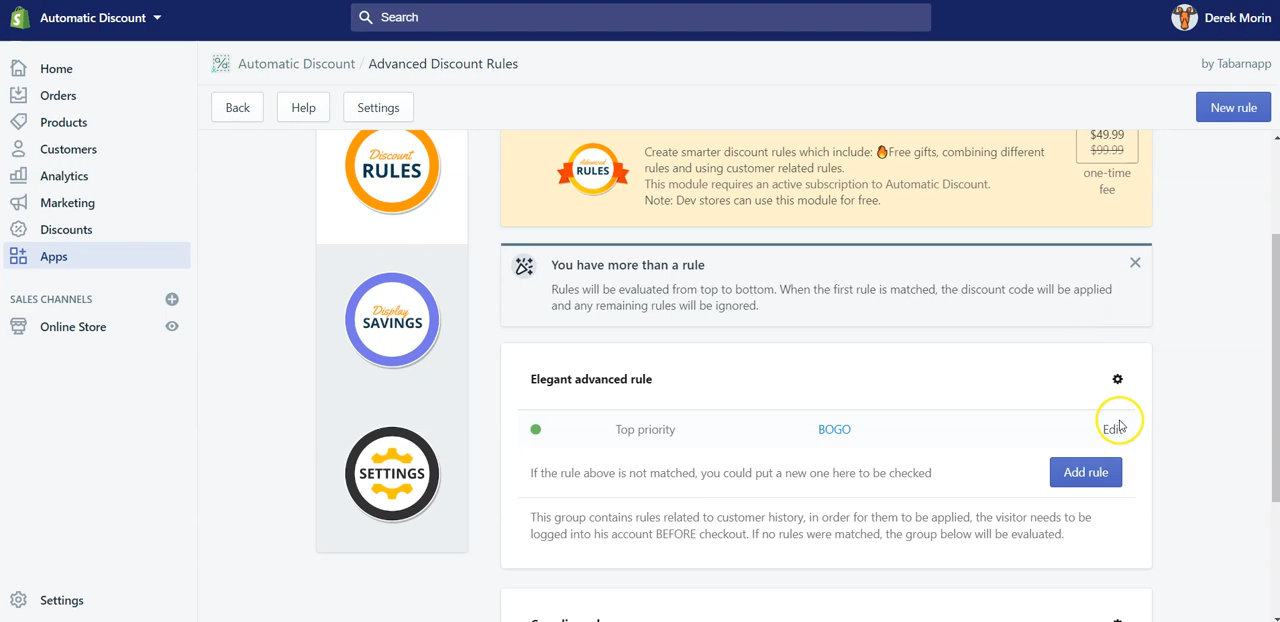 Automatic Discount
Search
Derek Morin
Home
Orders
Products
Customers
Analytics
Marketing
Discounts
Apps
SALES CHANNELS
Online Store
Settings
Automatic Discount / Advanced Discount Rules
by Tabarnapp
Back
Help
Settings
New rule
Discount
RULES
Display
SAVINGS
SETTINGS
Advanced
RULES
Create smarter discount rules which include: 🔥Free gifts, combining different
rules and using customer related rules.
This module requires an active subscription to Automatic Discount.
Note: Dev stores can use this module for free.
$49.99
$99.99
one-time
fee
You have more than a rule
Rules will be evaluated from top to bottom. When the first rule is matched, the discount code will be applied
and any remaining rules will be ignored.
Elegant advanced rule
Top priority
BOGO
Edit
If the rule above is not matched, you could put a new one here to be checked
Add rule
This group contains rules related to customer history, in order for them to be applied, the visitor needs to be
logged into his account BEFORE checkout. If no rules were matched, the group below will be evaluated.